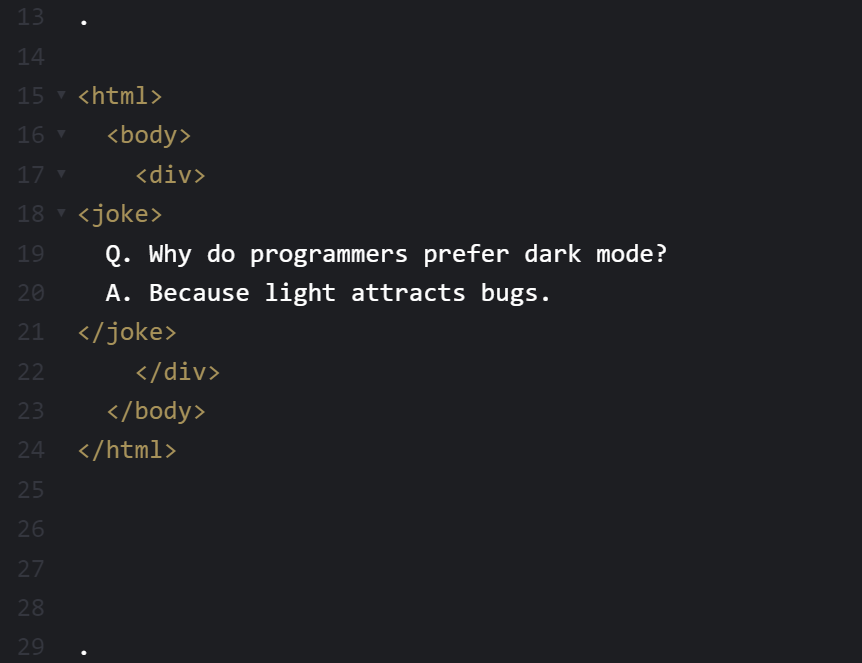 13 .
14
15 <html>
16 <body>
17 <div>
18 <joke>
19 Q. Why do programmers prefer dark mode?
20 A. Because light attracts bugs.
21 </joke>
22 </div>
23 </body>
24 </html>
25
26
27
28
29 .